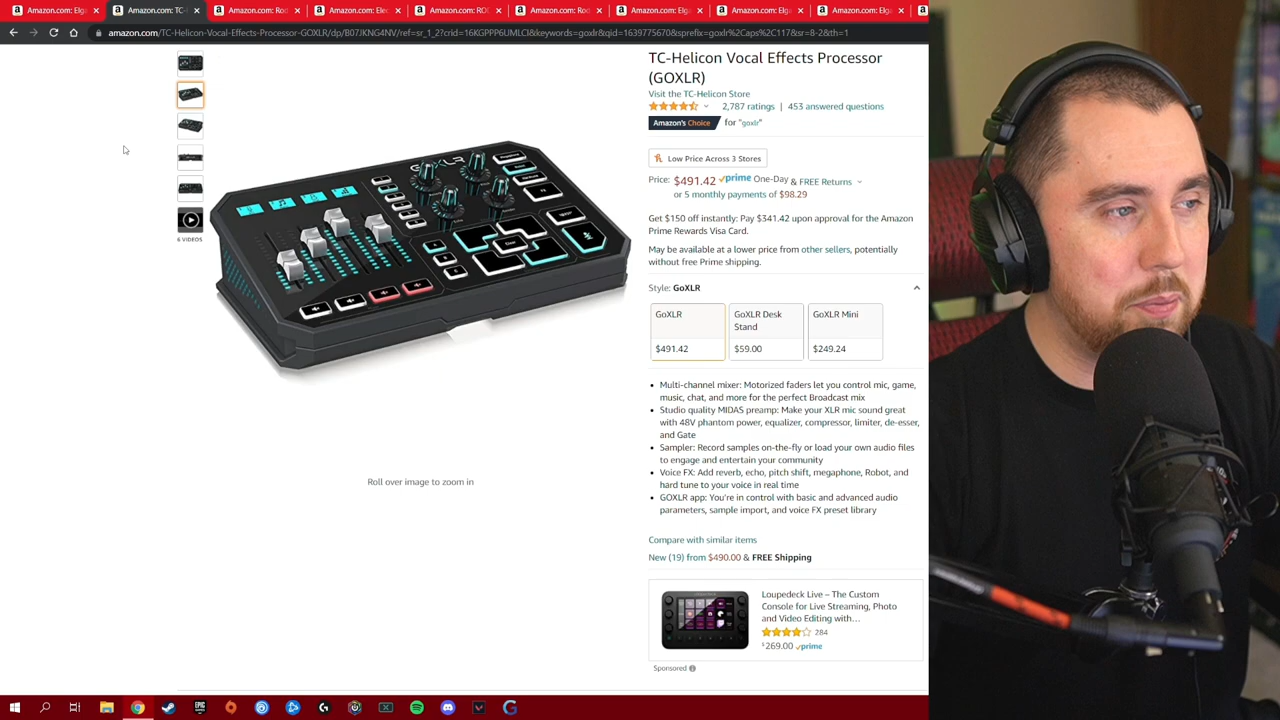 Amazon.com: Elg
Amazon.com: TC-
Amazon.com: Rod
Amazon.com: Elec
Amazon.com: ROD
Amazon.com: Rod
Amazon.com: Elga
Amazon.com: Elga
Amazon.com: Elga
amazon.com/TC-Helicon-Vocal-Effects-Processor-GOXLR/dp/B07JKNG4NV/ref=sr_1_2?crid=16KGPPP6UMLCI&keywords=goxlr&qid=1639775670&sprefix=goxlr%2Caps%2C117&sr=8-2&th=1
TC-Helicon Vocal Effects Processor
(GOXLR)
Visit the TC-Helicon Store
2,787 ratings | 453 answered questions
Amazon's Choice for "goxlr"
Low Price Across 3 Stores
Price: $491.42 prime One-Day & FREE Returns
or 5 monthly payments of $98.29
Get $150 off instantly: Pay $341.42 upon approval for the Amazon
Prime Rewards Visa Card.
May be available at a lower price from other sellers, potentially
without free Prime shipping.
Style: GoXLR
GoXLR
$491.42
GoXLR Desk
Stand
$59.00
GoXLR Mini
$249.24
• Multi-channel mixer: Motorized faders let you control mic, game,
music, chat, and more for the perfect Broadcast mix
• Studio quality MIDAS preamp: Make your XLR mic sound great
with 48V phantom power, equalizer, compressor, limiter, de-esser,
and Gate
• Sampler: Record samples on-the-fly or load your own audio files
to engage and entertain your community
• Voice FX: Add reverb, echo, pitch shift, megaphone, Robot, and
hard tune to your voice in real time
• GOXLR app: You're in control with basic and advanced audio
parameters, sample import, and voice FX preset library
Compare with similar items
New (19) from $490.00 & FREE Shipping
Loupedeck Live – The Custom
Console for Live Streaming, Photo
and Video Editing with…
284
$269.00 prime
Sponsored
6 VIDEOS
GOXLR
Roll over image to zoom in
EPIC